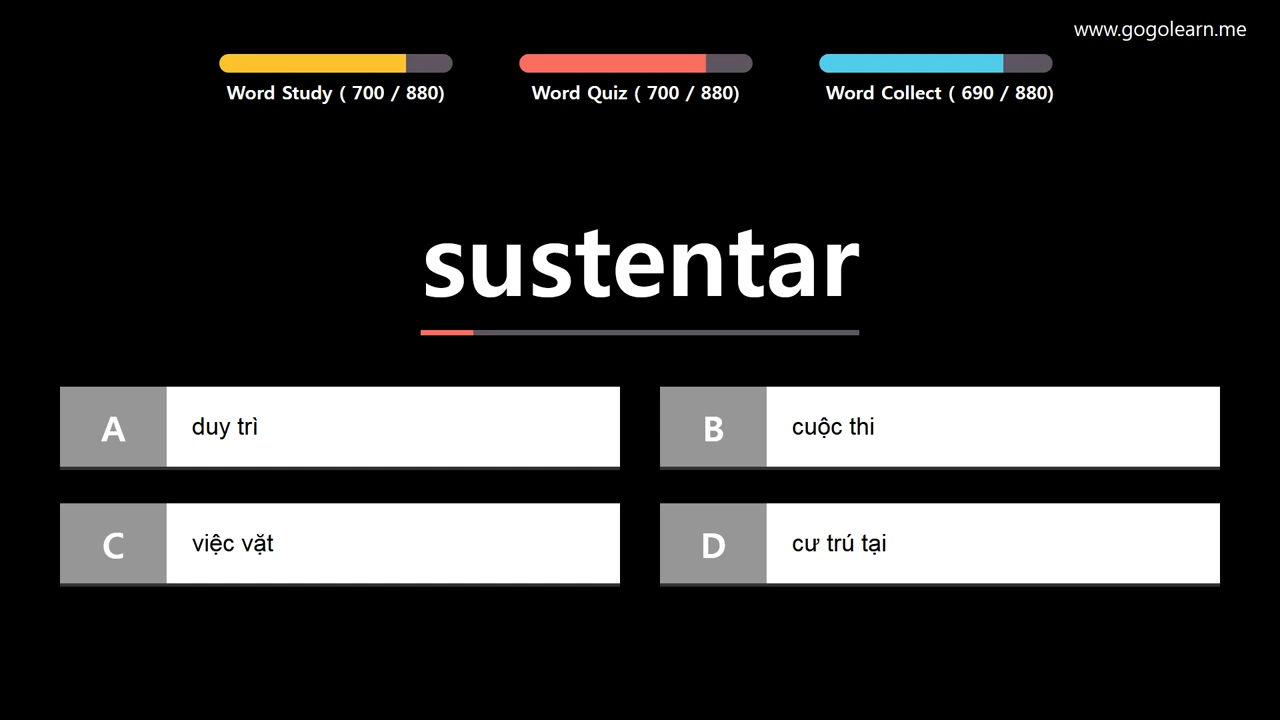 www.gogolearn.me
Word Study ( 700 / 880)
Word Quiz ( 700 / 880)
Word Collect ( 690 / 880)
sustentar
A
duy trì
B
cuộc thi
C
việc vặt
D
cư trú tại